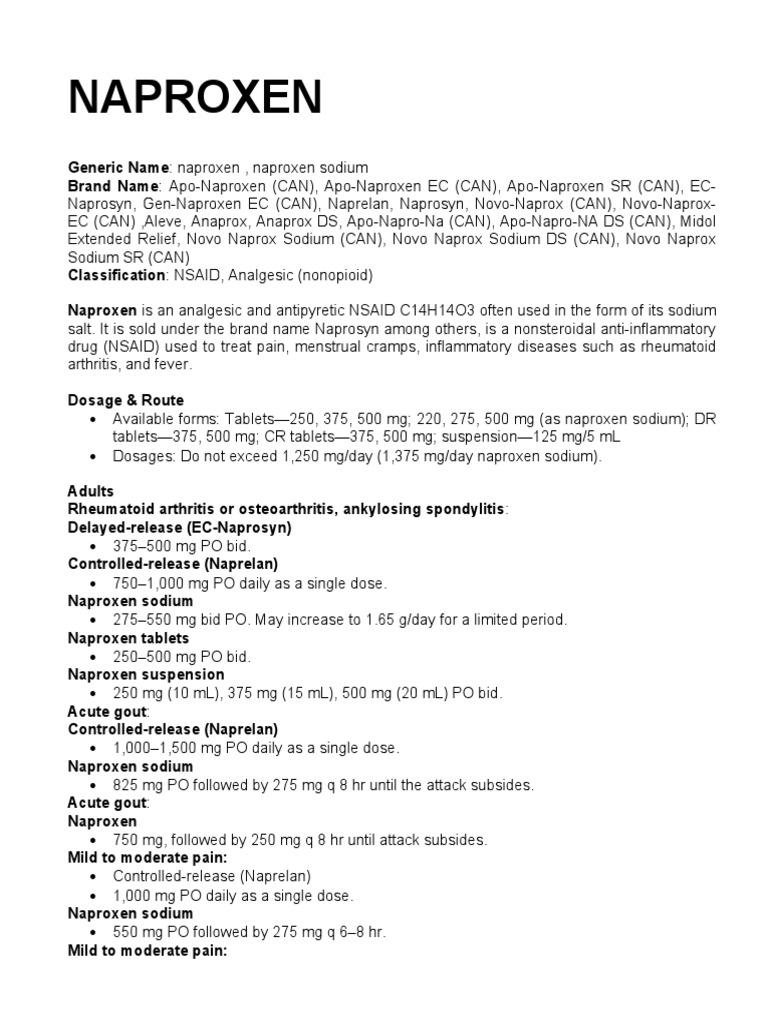 NAPROXEN
Generic Name: naproxen , naproxen sodium
Brand Name: Apo-Naproxen (CAN), Apo-Naproxen EC (CAN), Apo-Naproxen SR (CAN), EC-
Naprosyn, Gen-Naproxen EC (CAN), Naprelan, Naprosyn, Novo-Naprox (CAN), Novo-Naprox-
EC (CAN) ,Aleve, Anaprox, Anaprox DS, Apo-Napro-Na (CAN), Apo-Napro-NA DS (CAN), Midol
Extended Relief, Novo Naprox Sodium (CAN), Novo Naprox Sodium DS (CAN), Novo Naprox
Sodium SR (CAN)
Classification: NSAID, Analgesic (nonopioid)
Naproxen is an analgesic and antipyretic NSAID C14H14O3 often used in the form of its sodium
salt. It is sold under the brand name Naprosyn among others, is a nonsteroidal anti-inflammatory
drug (NSAID) used to treat pain, menstrual cramps, inflammatory diseases such as rheumatoid
arthritis, and fever.
Dosage & Route
• Available forms: Tablets—250, 375, 500 mg; 220, 275, 500 mg (as naproxen sodium); DR
tablets—375, 500 mg; CR tablets—375, 500 mg; suspension—125 mg/5 mL
• Dosages: Do not exceed 1,250 mg/day (1,375 mg/day naproxen sodium).
Adults
Rheumatoid arthritis or osteoarthritis, ankylosing spondylitis:
Delayed-release (EC-Naprosyn)
• 375–500 mg PO bid.
Controlled-release (Naprelan)
• 750–1,000 mg PO daily as a single dose.
Naproxen sodium
• 275–550 mg bid PO. May increase to 1.65 g/day for a limited period.
Naproxen tablets
• 250–500 mg PO bid.
Naproxen suspension
• 250 mg (10 mL), 375 mg (15 mL), 500 mg (20 mL) PO bid.
Acute gout:
Controlled-release (Naprelan)
• 1,000–1,500 mg PO daily as a single dose.
Naproxen sodium
• 825 mg PO followed by 275 mg q 8 hr until the attack subsides.
Acute gout:
Naproxen
• 750 mg, followed by 250 mg q 8 hr until attack subsides.
Mild to moderate pain:
• Controlled-release (Naprelan)
• 1,000 mg PO daily as a single dose.
Naproxen sodium
• 550 mg PO followed by 275 mg q 6–8 hr.
Mild to moderate pain: